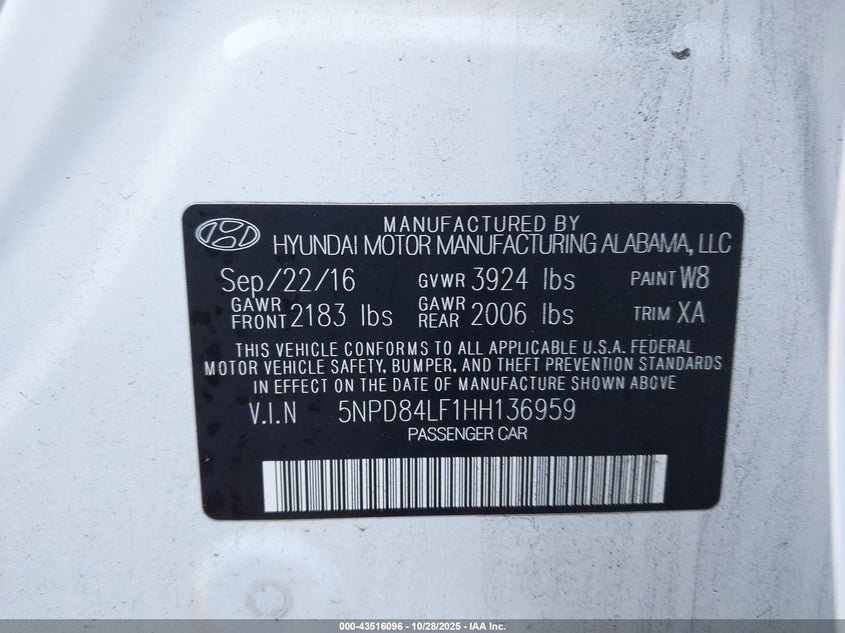 MANUFACTURED BY
HYUNDAI MOTOR MANUFACTURING ALABAMA, LLC
Sep/22/16 GVWR 3924 lbs PAINT W8
GAWR FRONT 2183 lbs GAWR REAR 2006 lbs TRIM XA
THIS VEHICLE CONFORMS TO ALL APPLICABLE U.S.A. FEDERAL
MOTOR VEHICLE SAFETY, BUMPER, AND THEFT PREVENTION STANDARDS
IN EFFECT ON THE DATE OF MANUFACTURE SHOWN ABOVE
V.I.N 5NPD84LF1HH136959
PASSENGER CAR
000-43516096 - 10/28/2025 - IAA Inc.